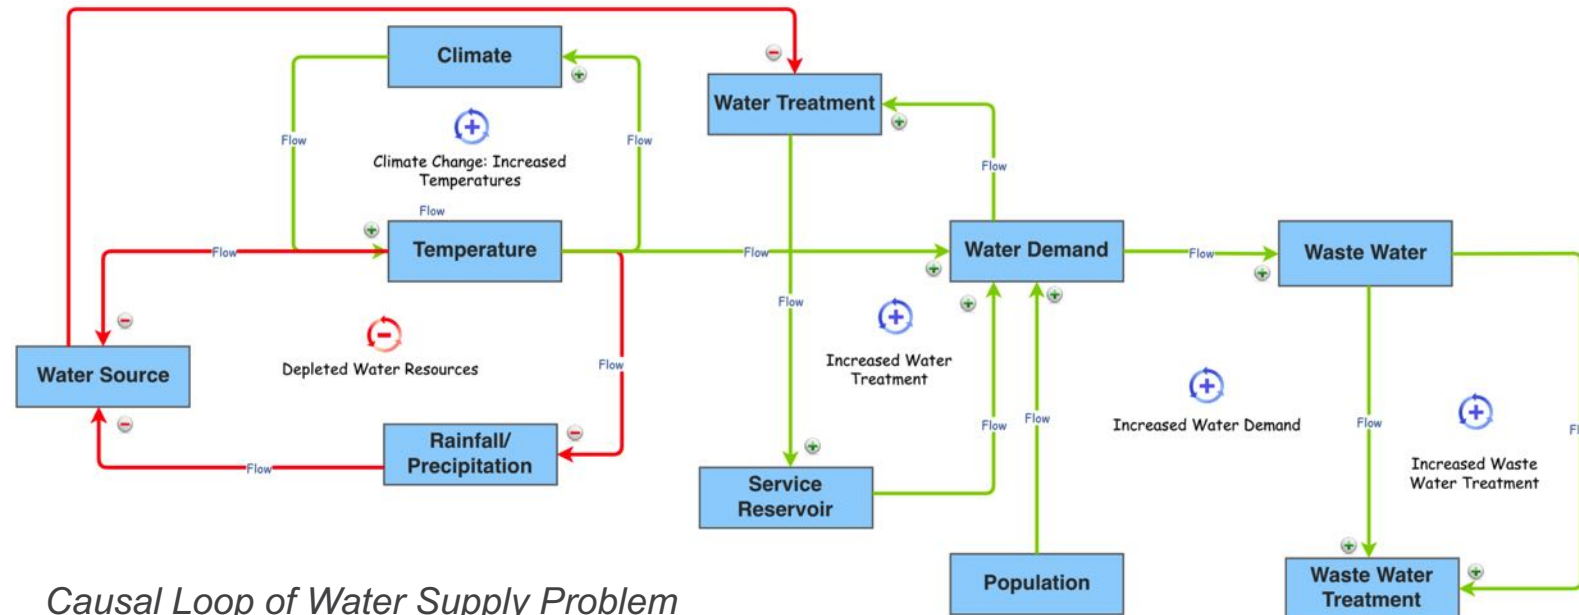 Climate
Water Treatment
Flow
Flow
Flow
Flow
Climate Change: Increased
Temperatures
Flow
Temperature
Flow
Flow
Water Demand
Flow
Waste Water
Flow
Water Source
Depleted Water Resources
Flow
Increased Water
Treatment
Increased Water Demand
Flow
Flow
Flow
Rainfall/
Precipitation
Flow
Increased Waste
Water Treatment
Service
Reservoir
Population
Waste Water
Treatment
Causal Loop of Water Supply Problem